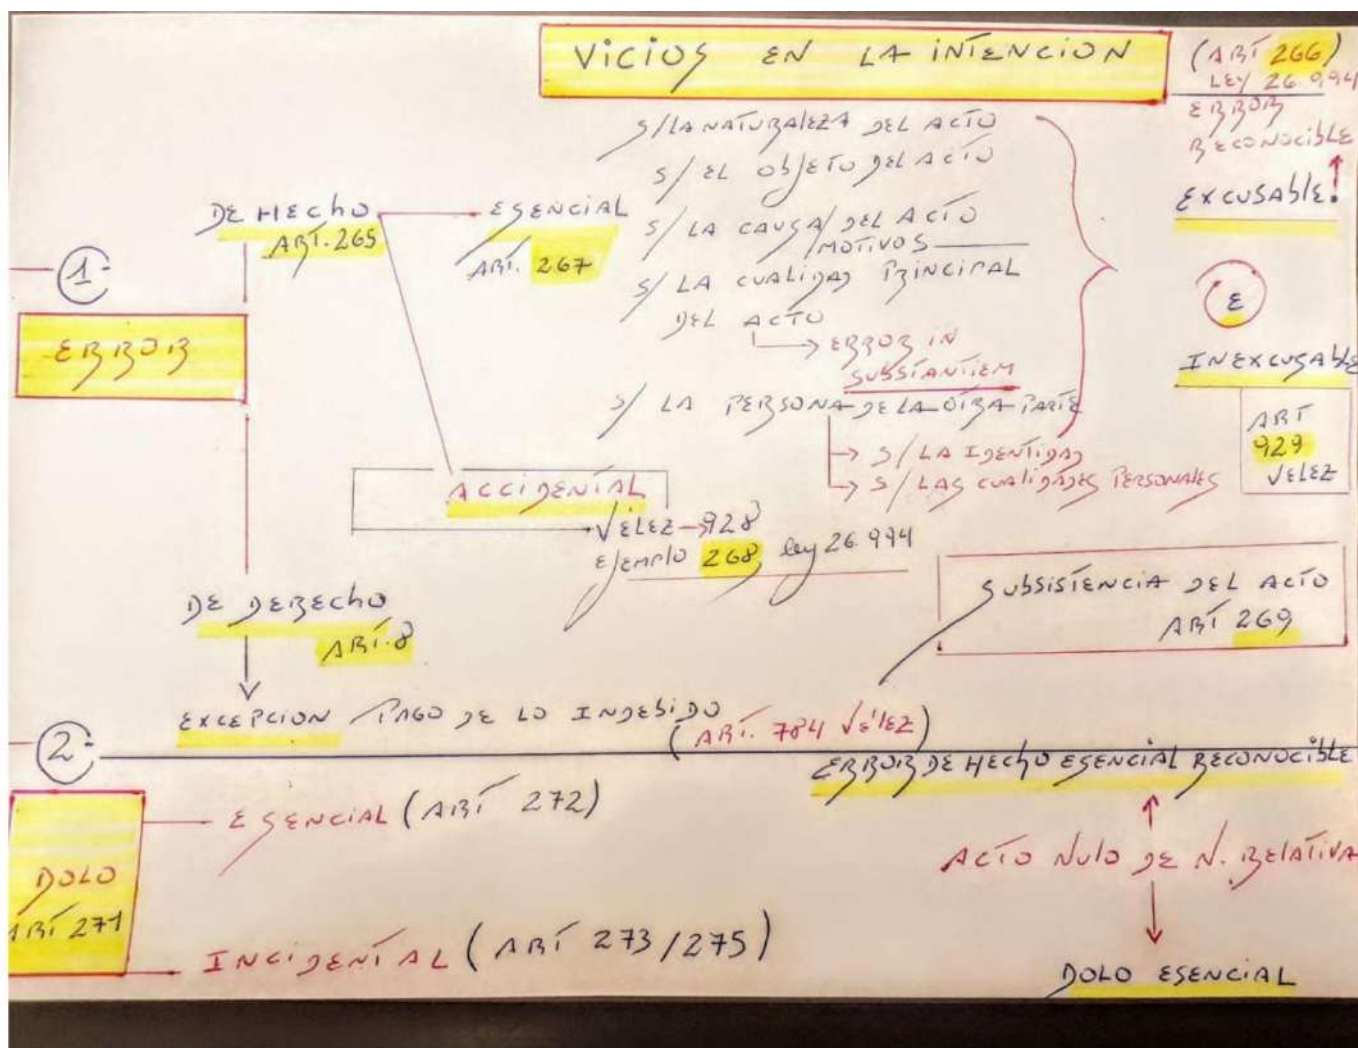 VICIOS EN LA INTENCION
(ART 266)
LEY 26.994
ERROR
RECONOCIBLE
EXCUSABLE
E
INEXCUSABLE
ART
929
VELEZ
S/LA NATURALEZA DEL ACTO
S/ EL OBJETO DEL ACTO
S/ LA CAUSA/DEL ACTO
MOTIVOS
S/ LA CUALIDAD PRINCIPAL
DEL ACTO
ERROR IN
SUBSTANTIEM
S/ LA PERSONA DE LA OTRA PARTE
S/ LA IDENTIDAD
S/ LAS CUALIDADES PERSONALES
DE HECHO
ART. 265
ESENCIAL
ART. 267
1-
ERROR
ACCIDENTAL
VÉLEZ 928
EJEMPLO 268, ley 26.994
SUBSISTENCIA DEL ACTO
ART 269
DE DERECHO
ART. 8
EXCEPCION / PAGO DE LO INDEBIDO
(ART. 784 VÉLEZ)
2-
ERROR DE HECHO ESENCIAL RECONOCIBLE
ACTO NULO DE N. RELATIVA
DOLO ESENCIAL
DOLO
ART 271
ESENCIAL (ART 272)
INCIDENTAL (ART 273/275)